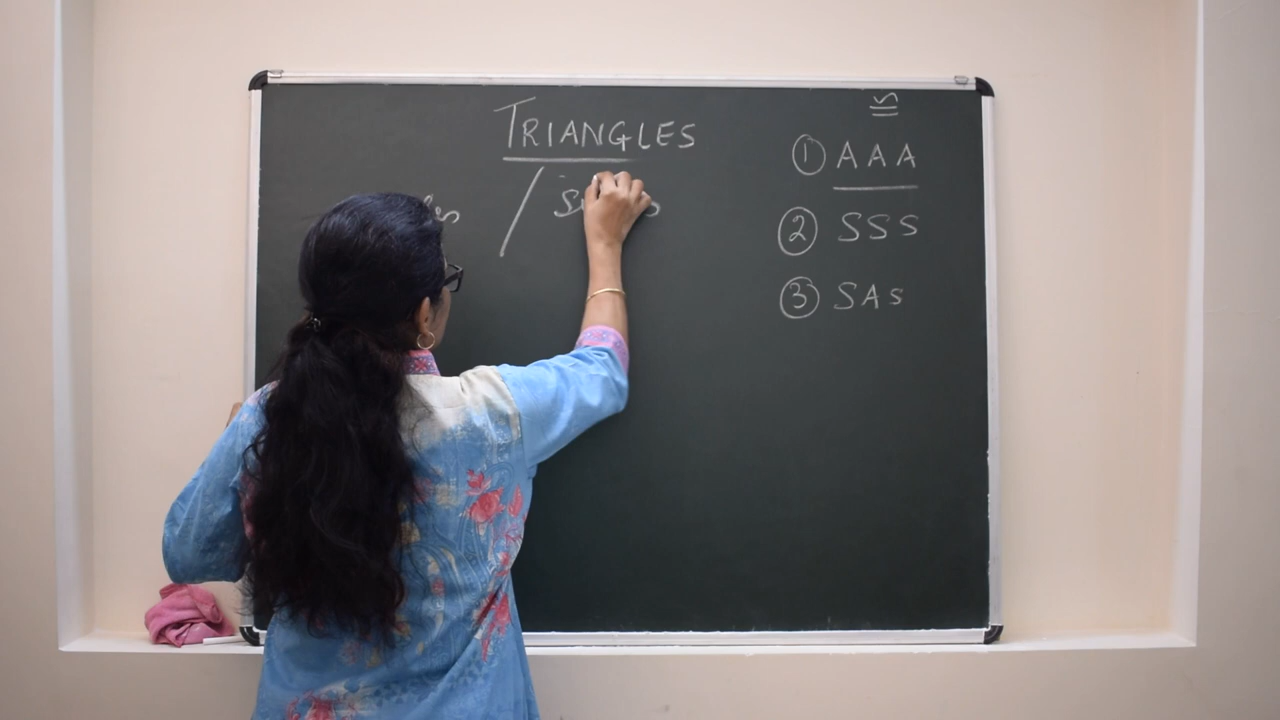 TRIANGLES
/
≅
① AAA
② SSS
③ SAS